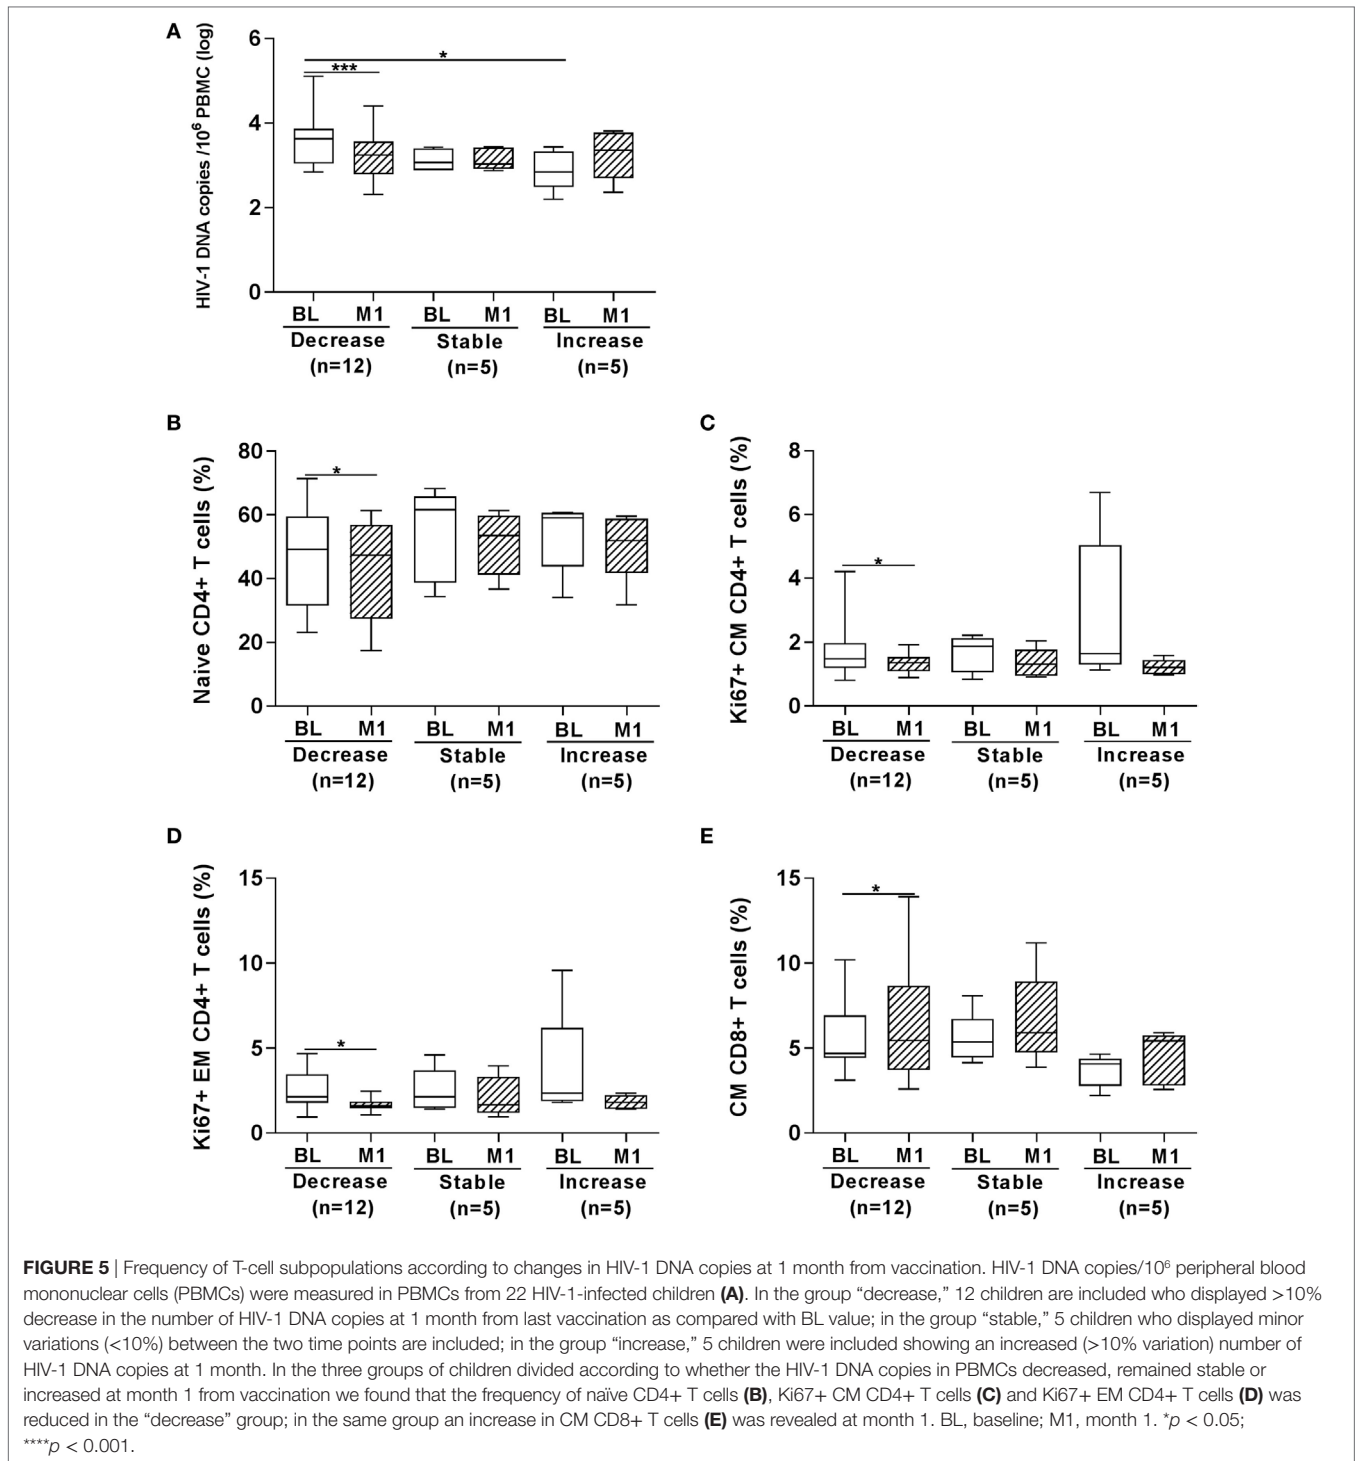 A
HIV-1 DNA copies /10⁶ PBMC (log)
6
4
2
0
*
***
BL M1 BL M1 BL M1
Decrease Stable Increase
(n=12) (n=5) (n=5)
B
Naive CD4+ T cells (%)
80
60
40
20
0
*
BL M1 BL M1 BL M1
Decrease Stable Increase
(n=12) (n=5) (n=5)
C
Ki67+ CM CD4+ T cells (%)
8
6
4
2
0
*
BL M1 BL M1 BL M1
Decrease Stable Increase
(n=12) (n=5) (n=5)
D
Ki67+ EM CD4+ T cells (%)
15
10
5
0
*
BL M1 BL M1 BL M1
Decrease Stable Increase
(n=12) (n=5) (n=5)
E
CM CD8+ T cells (%)
15
10
5
0
*
BL M1 BL M1 BL M1
Decrease Stable Increase
(n=12) (n=5) (n=5)
FIGURE 5 | Frequency of T-cell subpopulations according to changes in HIV-1 DNA copies at 1 month from vaccination. HIV-1 DNA copies/10⁶ peripheral blood
mononuclear cells (PBMCs) were measured in PBMCs from 22 HIV-1-infected children (A). In the group “decrease,” 12 children are included who displayed >10%
decrease in the number of HIV-1 DNA copies at 1 month from last vaccination as compared with BL value; in the group “stable,” 5 children who displayed minor
variations (<10%) between the two time points are included; in the group “increase,” 5 children were included showing an increased (>10% variation) number of
HIV-1 DNA copies at 1 month. In the three groups of children divided according to whether the HIV-1 DNA copies in PBMCs decreased, remained stable or
increased at month 1 from vaccination we found that the frequency of naïve CD4+ T cells (B), Ki67+ CM CD4+ T cells (C) and Ki67+ EM CD4+ T cells (D) was
reduced in the “decrease” group; in the same group an increase in CM CD8+ T cells (E) was revealed at month 1. BL, baseline; M1, month 1. *p < 0.05;
****p < 0.001.